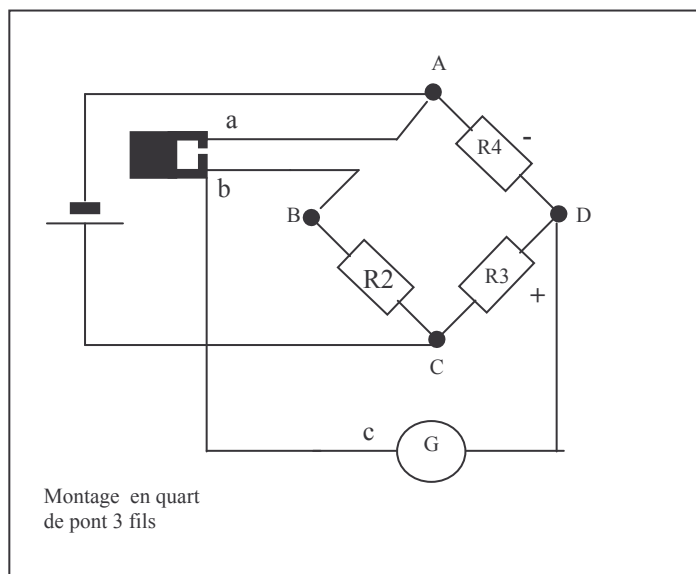 A
a
R4
-
b
B
D
R2
R3
+
C
c
G
Montage en quart
de pont 3 fils